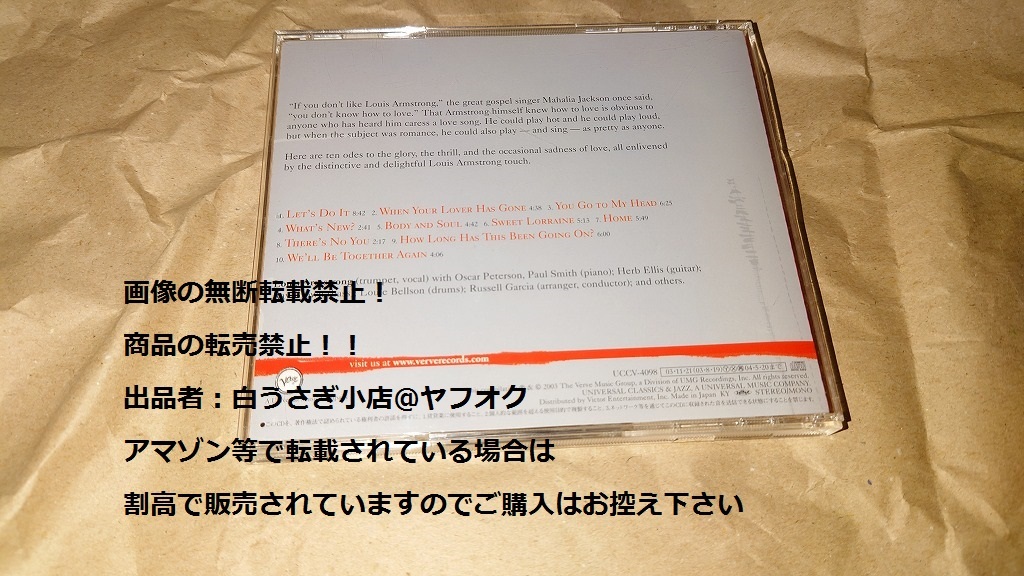 "If you don't like Louis Armstrong," the great gospel singer Mahalia Jackson once said,
"you don't know how to love." That Armstrong himself knew how to love is obvious to
anyone who has heard him caress a love song. He could play hot and he could play loud,
but when the subject was romance, he could also play — and sing — as pretty as anyone.
Here are ten odes to the glory, the thrill, and the occasional sadness of love, all enlivened
by the distinctive and delightful Louis Armstrong touch.
1. LET'S DO IT 8:42 2. WHEN YOUR LOVER HAS GONE 4:38 3. YOU GO TO MY HEAD 6:25
4. WHAT'S NEW? 2:41 5. BODY AND SOUL 4:42 6. SWEET LORRAINE 5:13 7. HOME 5:49
8. THERE'S NO YOU 2:17 9. HOW LONG HAS THIS BEEN GOING ON? 6:00
10. WE'LL BE TOGETHER AGAIN 4:06
(trumpet, vocal) with Oscar Peterson, Paul Smith (piano); Herb Ellis (guitar);
Louie Bellson (drums); Russell Garcia (arranger, conductor); and others.
画像の無断転載禁止！
商品の転売禁止！！
visit us at www.ververecords.com
Verve
UCCV-4098
℗ © 2003 The Verve Music Group, a Division of UMG Recordings, Inc. All rights reserved.
UNIVERSAL CLASSICS & JAZZ, A UNIVERSAL MUSIC COMPANY.
Distributed by Victor Entertainment, Inc. Made in Japan KY STEREO/MONO
出品者：白うさぎ小店@ヤフオク
アマゾン等で転載されている場合は
割高で販売されていますのでご購入はお控え下さい